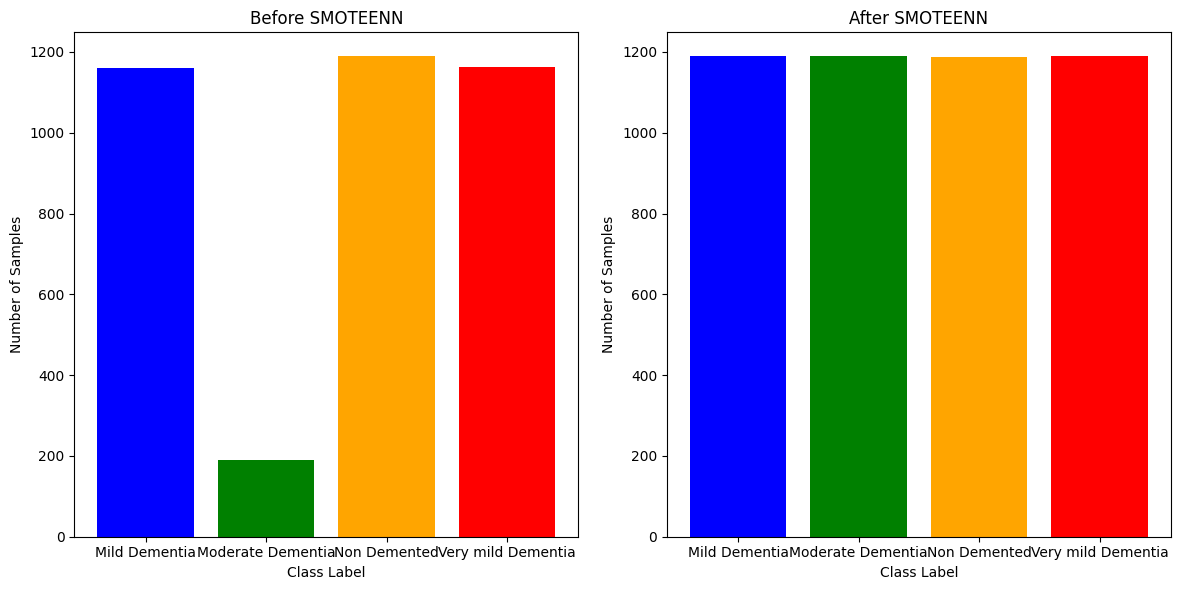 Before SMOTEENN
1200
1000
800
600
400
200
0
Number of Samples
Mild Dementia Moderate Dementia Non Demented Very mild Dementia
Class Label
After SMOTEENN
1200
1000
800
600
400
200
0
Number of Samples
Mild Dementia Moderate Dementia Non Demented Very mild Dementia
Class Label